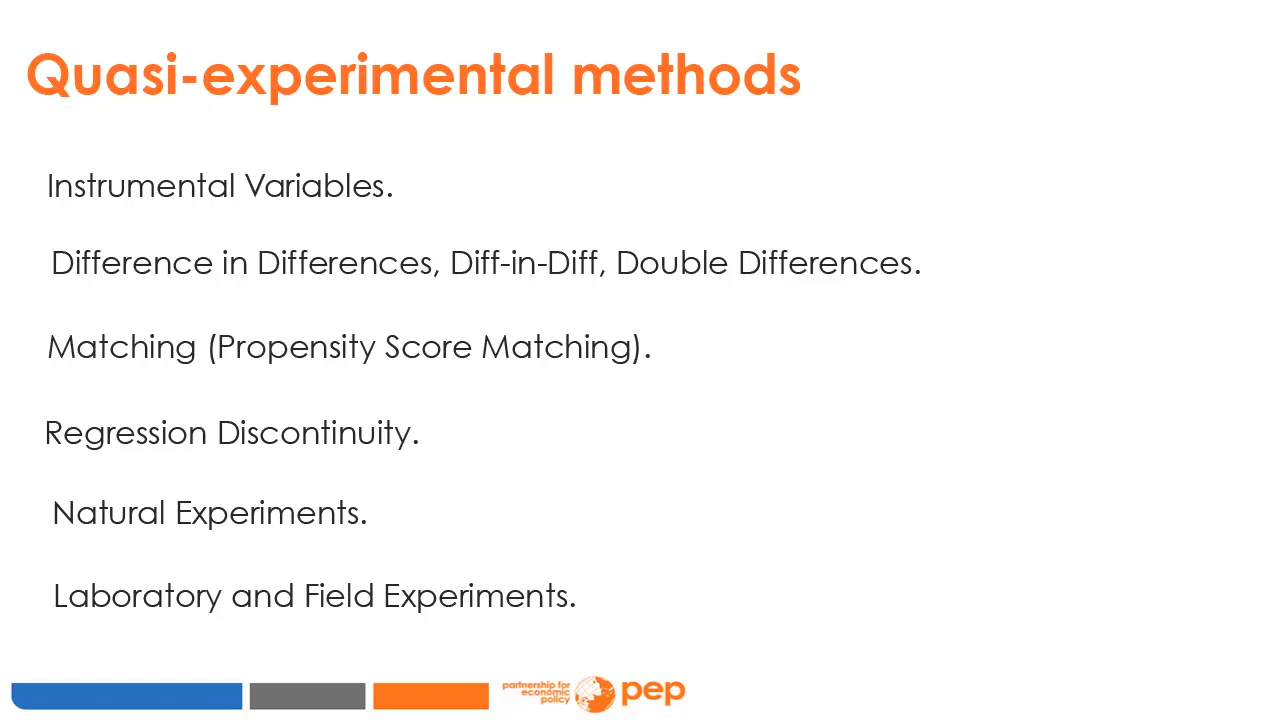 Quasi-experimental methods
Instrumental Variables.
Difference in Differences, Diff-in-Diff, Double Differences.
Matching (Propensity Score Matching).
Regression Discontinuity.
Natural Experiments.
Laboratory and Field Experiments.
partnership for
economic
policy
pep